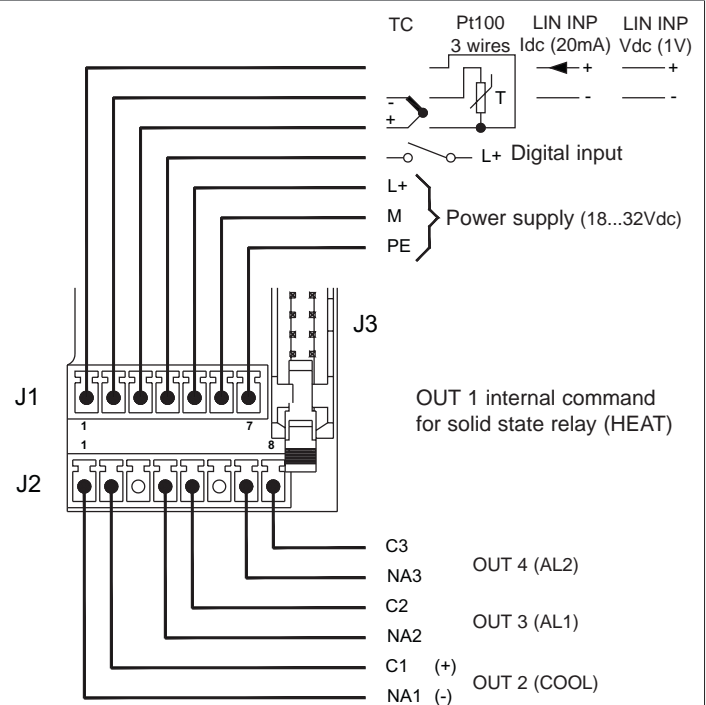 TC Pt100 LIN INP LIN INP
3 wires Idc (20mA) Vdc (1V)
+ +
- T - -
+
L+ Digital input
L+
M Power supply (18...32Vdc)
PE
J3
J1 OUT 1 internal command
for solid state relay (HEAT)
1 7
1 8
J2
C3
OUT 4 (AL2)
NA3
C2
OUT 3 (AL1)
NA2
C1 (+)
OUT 2 (COOL)
NA1 (-)